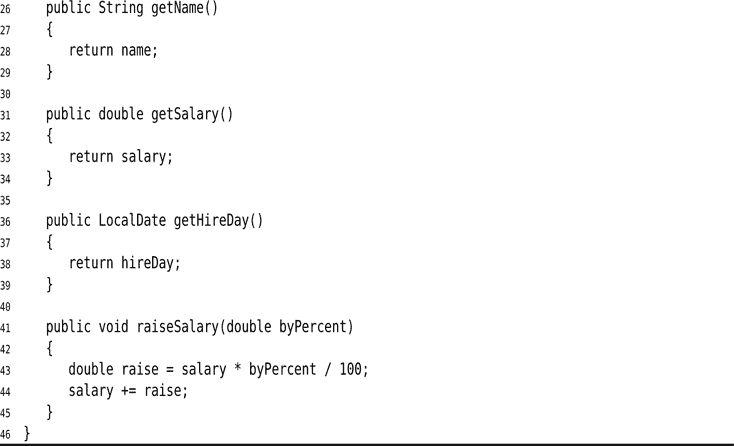 26    public String getName()
27    {
28       return name;
29    }
30
31    public double getSalary()
32    {
33       return salary;
34    }
35
36    public LocalDate getHireDay()
37    {
38       return hireDay;
39    }
40
41    public void raiseSalary(double byPercent)
42    {
43       double raise = salary * byPercent / 100;
44       salary += raise;
45    }
46 }